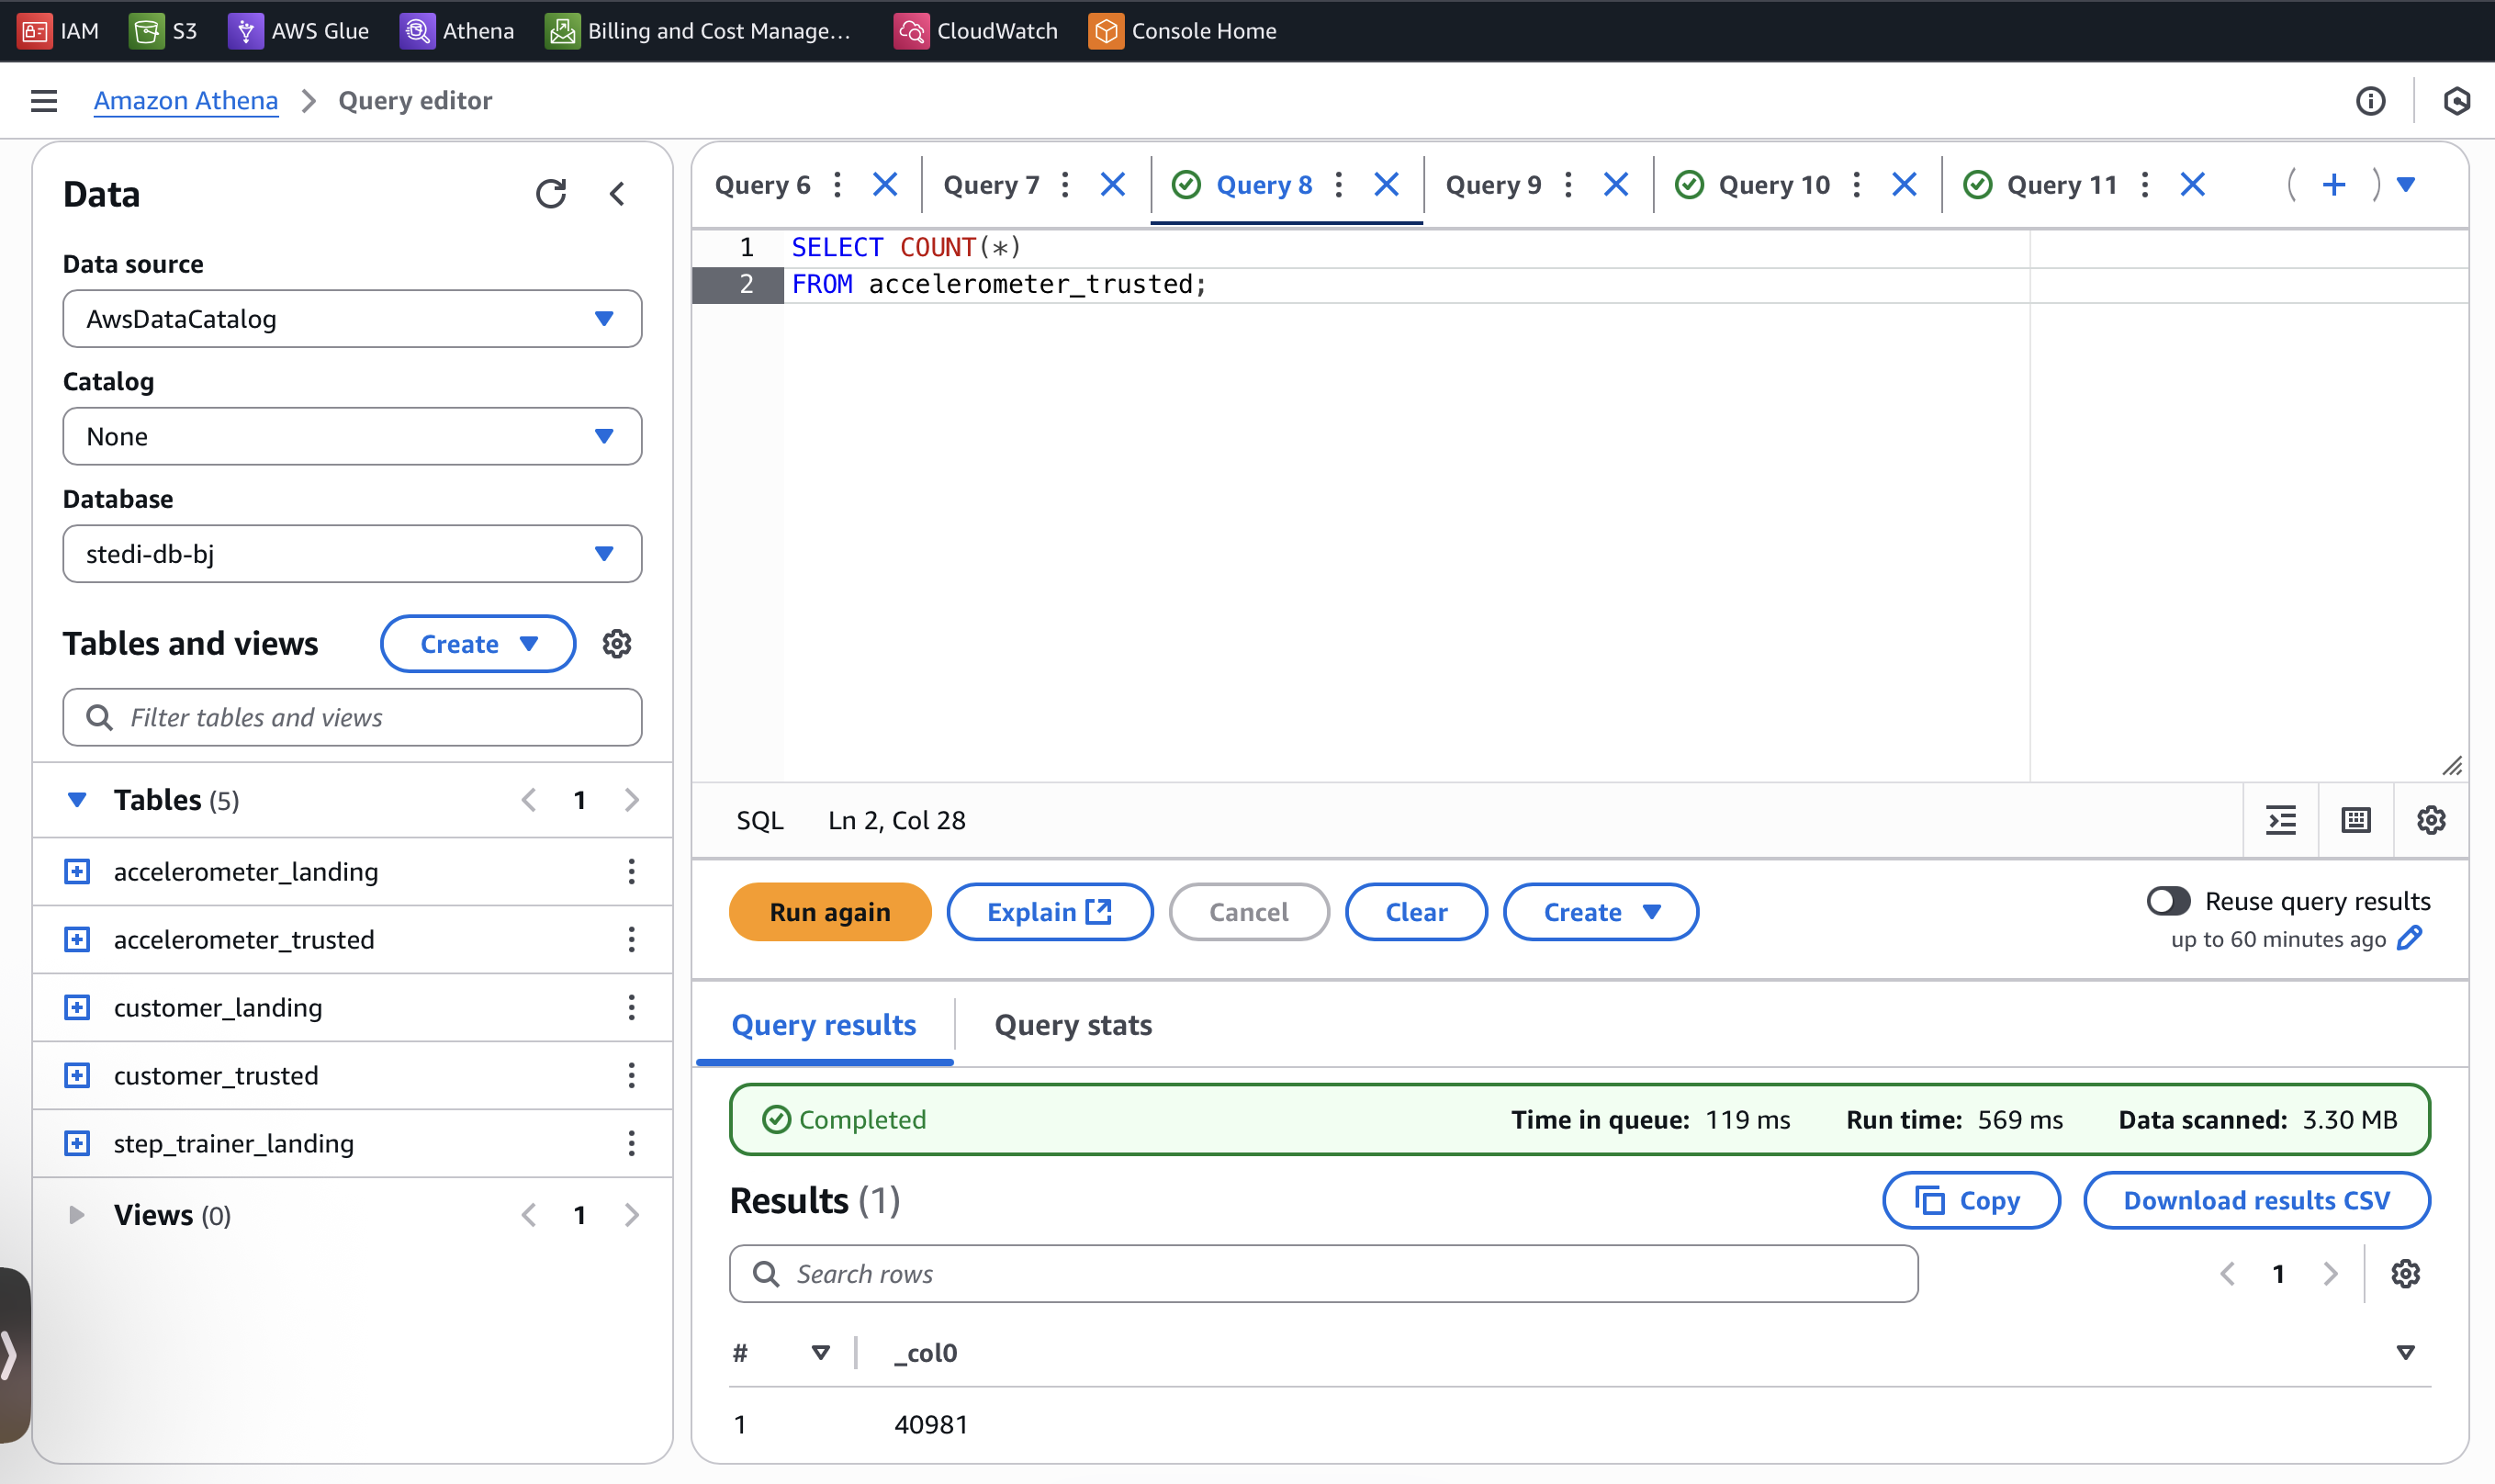 IAM S3 AWS Glue Athena Billing and Cost Manage... CloudWatch Console Home
Amazon Athena Query editor
Data
Data source
AwsDataCatalog
Catalog
None
Database
stedi-db-bj
Tables and views Create
Filter tables and views
Tables (5) 1
accelerometer_landing
accelerometer_trusted
customer_landing
customer_trusted
step_trainer_landing
Views (0) 1
Query 6 Query 7 Query 8 Query 9 Query 10 Query 11
1 SELECT COUNT(*)
2 FROM accelerometer_trusted;
SQL Ln 2, Col 28
Run again Explain Cancel Clear Create
Reuse query results
up to 60 minutes ago
Query results Query stats
Completed Time in queue: 119 ms Run time: 569 ms Data scanned: 3.30 MB
Results (1) Copy Download results CSV
Search rows 1
# _col0
1 40981